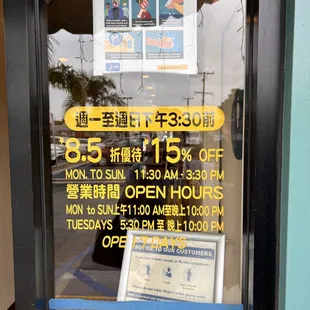 週一至週日下午3:30前
8.5 折優待 15% OFF
MON. TO SUN. 11:30 AM - 3:30 PM
營業時間 OPEN HOURS
MON to SUN上午11:00 AM至晚上10:00 PM
TUESDAYS 5:30 PM 至 晚上10:00 PM
OPEN 7 DAYS
NOTICE TO OUR CUSTOMERS